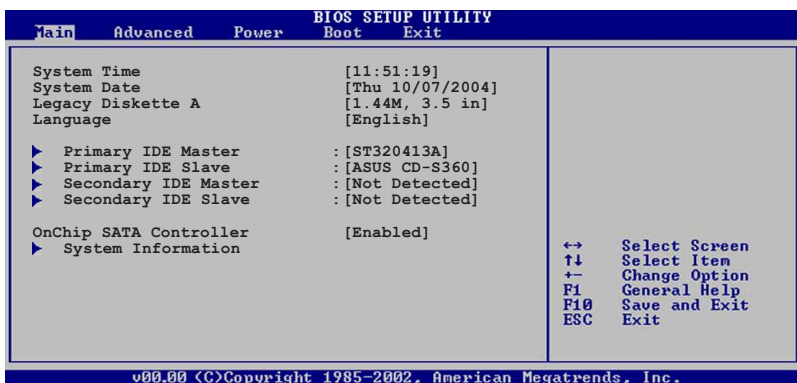 BIOS SETUP UTILITY
Main Advanced Power Boot Exit
System Time [11:51:19]
System Date [Thu 10/07/2004]
Legacy Diskette A [1.44M, 3.5 in]
Language [English]
Primary IDE Master :[ST320413A]
Primary IDE Slave :[ASUS CD-S360]
Secondary IDE Master :[Not Detected]
Secondary IDE Slave :[Not Detected]
OnChip SATA Controller [Enabled]
System Information
↔ Select Screen
↑↓ Select Item
+- Change Option
F1 General Help
F10 Save and Exit
ESC Exit
v00.00 (C)Copyright 1985-2002, American Megatrends, Inc.